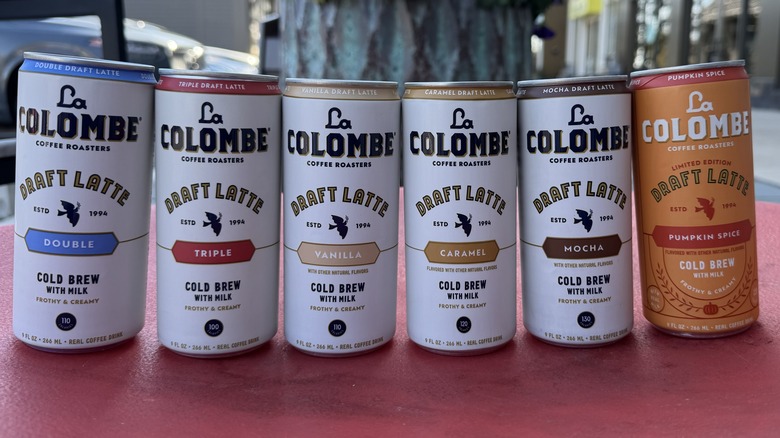 DOUBLE DRAFT LATTE
La
COLOMBE
COFFEE ROASTERS
DRAFT LATTE
ESTD 1994
DOUBLE
COLD BREW
WITH MILK
FROTHY & CREAMY
110
9 FL OZ • 266 ML • REAL COFFEE DRINK
TRIPLE DRAFT LATTE
La
COLOMBE
COFFEE ROASTERS
DRAFT LATTE
ESTD 1994
TRIPLE
COLD BREW
WITH MILK
FROTHY & CREAMY
100
9 FL OZ • 266 ML • REAL COFFEE DRINK
VANILLA DRAFT LATTE
La
COLOMBE
COFFEE ROASTERS
DRAFT LATTE
ESTD 1994
VANILLA
WITH OTHER NATURAL FLAVORS
COLD BREW
WITH MILK
FROTHY & CREAMY
110
9 FL OZ • 266 ML • REAL COFFEE DRINK
CARAMEL DRAFT LATTE
La
COLOMBE
COFFEE ROASTERS
DRAFT LATTE
ESTD 1994
CARAMEL
FLAVORED WITH OTHER NATURAL FLAVORS
COLD BREW
WITH MILK
FROTHY & CREAMY
120
9 FL OZ • 266 ML • REAL COFFEE DRINK
MOCHA DRAFT LATTE
La
COLOMBE
COFFEE ROASTERS
DRAFT LATTE
ESTD 1994
MOCHA
WITH OTHER NATURAL FLAVORS
COLD BREW
WITH MILK
FROTHY & CREAMY
130
9 FL OZ • 266 ML • REAL COFFEE DRINK
PUMPKIN SPICE
La
COLOMBE
COFFEE ROASTERS
LIMITED EDITION
DRAFT LATTE
ESTD 1994
PUMPKIN SPICE
FLAVORED WITH OTHER NATURAL FLAVORS
COLD BREW
WITH MILK
FROTHY & CREAMY
9 FL OZ • 266 ML • REAL COFFEE DRINK